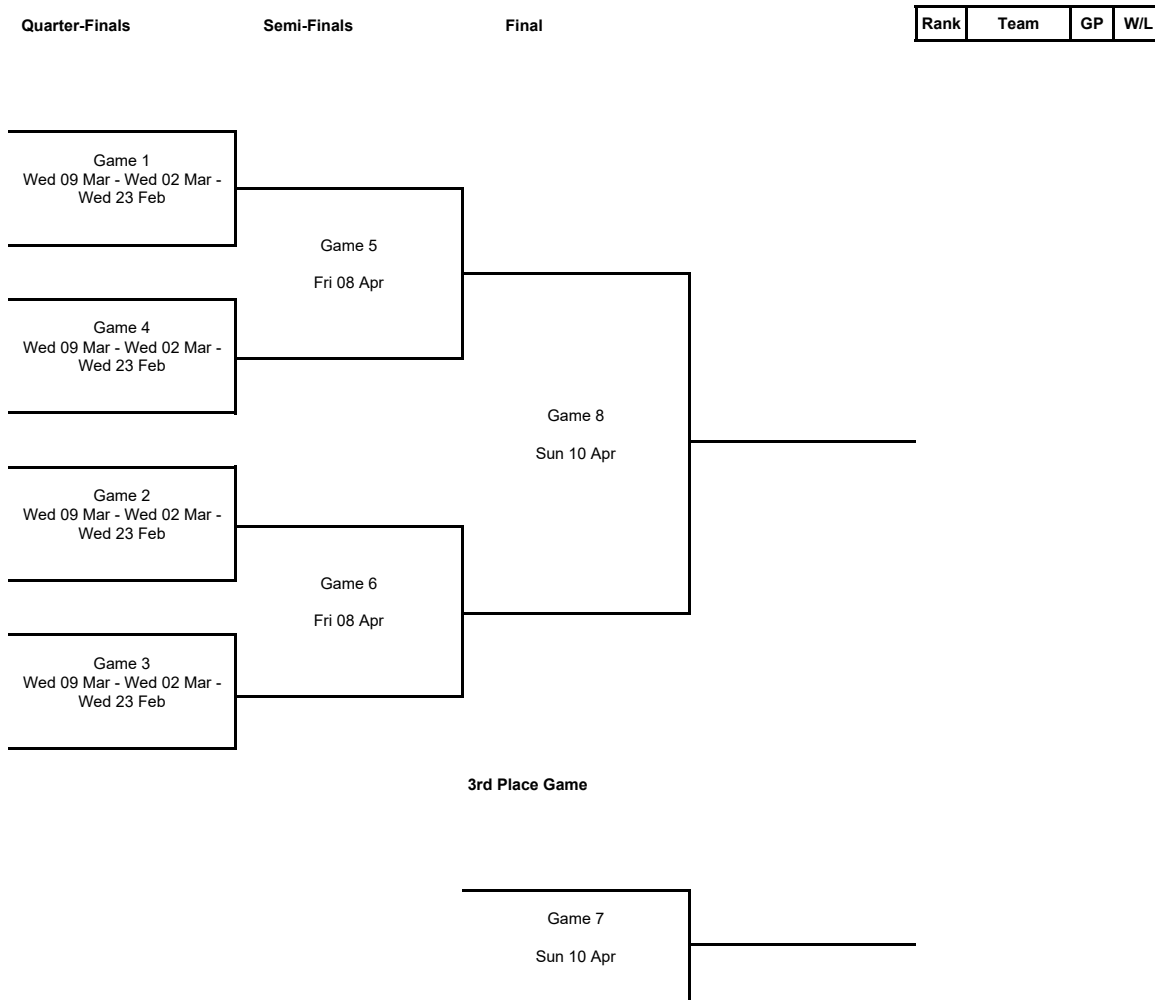 Quarter-Finals Semi-Finals Final Rank Team GP W/L
Game 1
Wed 09 Mar - Wed 02 Mar -
Wed 23 Feb
Game 5
Fri 08 Apr
Game 4
Wed 09 Mar - Wed 02 Mar -
Wed 23 Feb
Game 8
Sun 10 Apr
Game 2
Wed 09 Mar - Wed 02 Mar -
Wed 23 Feb
Game 6
Fri 08 Apr
Game 3
Wed 09 Mar - Wed 02 Mar -
Wed 23 Feb
3rd Place Game
Game 7
Sun 10 Apr